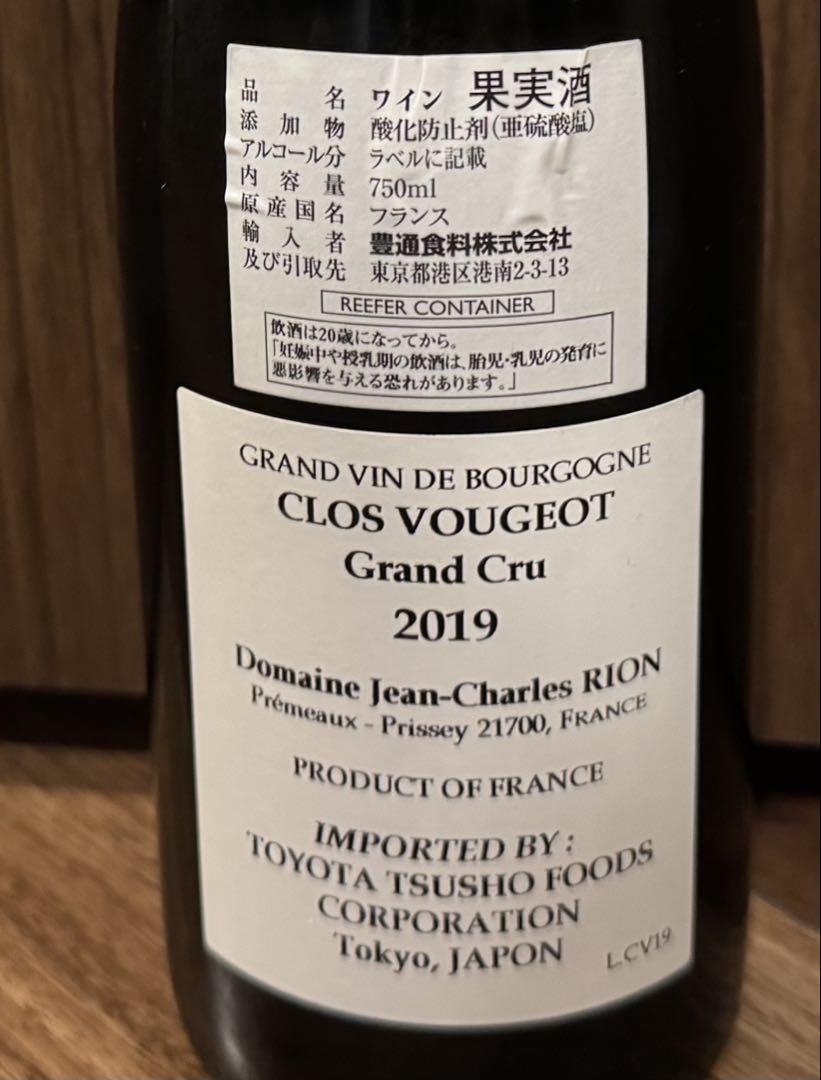 品名 ワイン 果実酒
添加物 酸化防止剤(亜硫酸塩)
アルコール分 ラベルに記載
内容量 750ml
原産国名 フランス
輸入者 豊通食料株式会社
及び引取先 東京都港区港南2-3-13
REEFER CONTAINER
飲酒は20歳になってから。
「妊娠中や授乳期の飲酒は、胎児・乳児の発育に
悪影響を与える恐れがあります。」
GRAND VIN DE BOURGOGNE
CLOS VOUGEOT
Grand Cru
2019
Domaine Jean-Charles RION
Prémeaux - Prissey 21700, FRANCE
PRODUCT OF FRANCE
IMPORTED BY :
TOYOTA TSUSHO FOODS
CORPORATION
Tokyo, JAPON
L.CV19